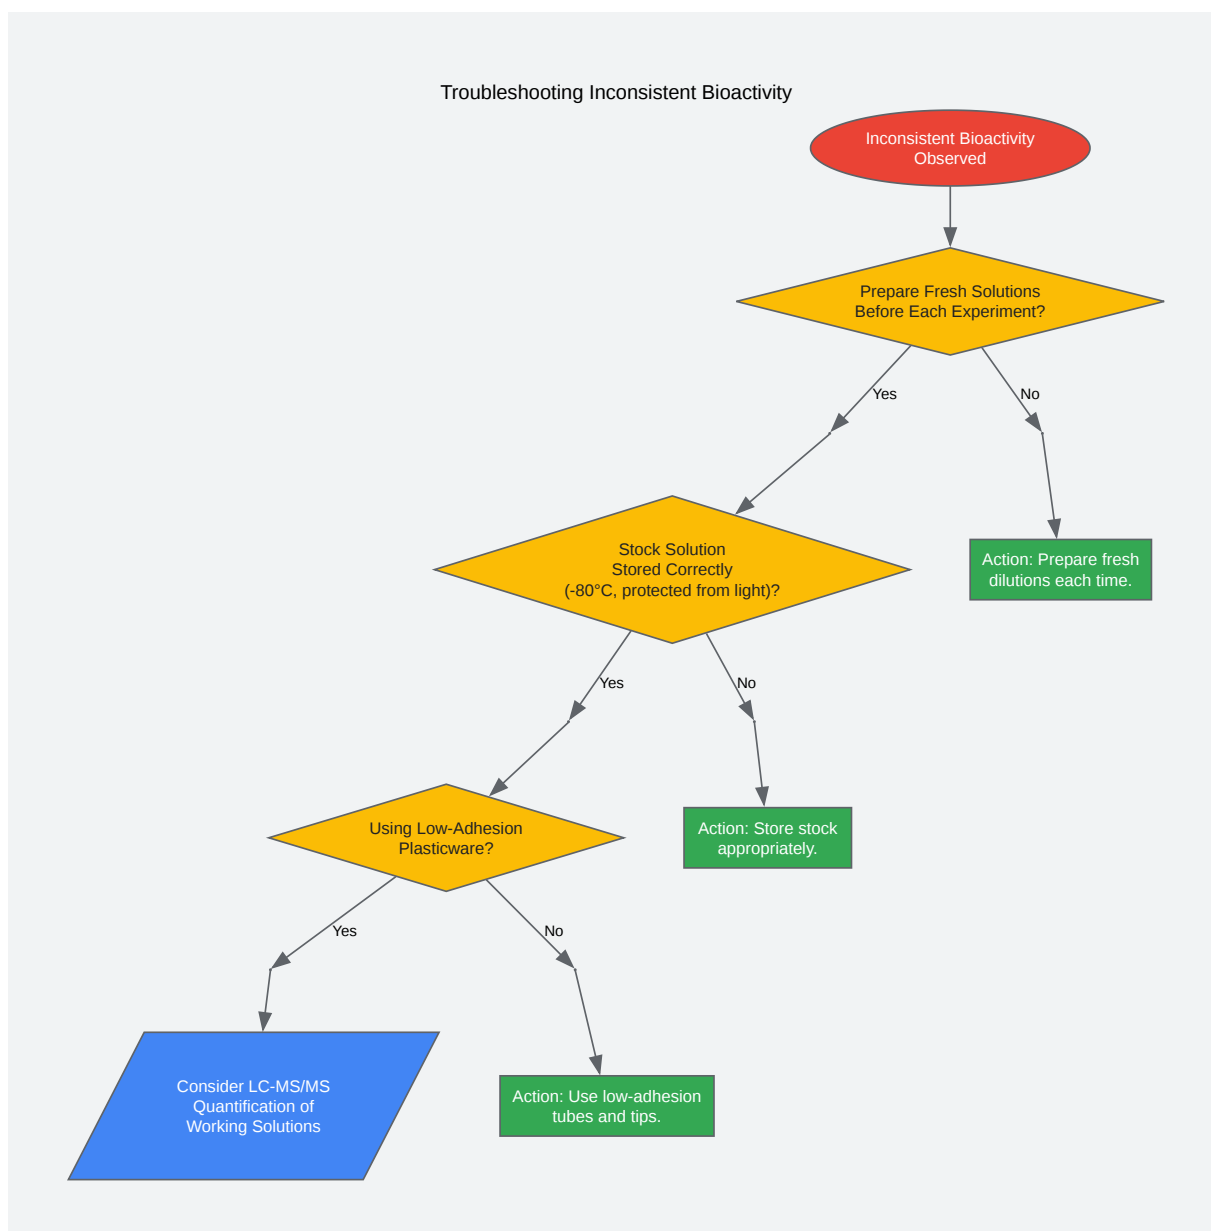 Troubleshooting Inconsistent Bioactivity
Inconsistent Bioactivity
Observed
Prepare Fresh Solutions
Before Each Experiment?
Yes
No
Stock Solution
Stored Correctly
(-80°C, protected from light)?
Action: Prepare fresh
dilutions each time.
Yes
No
Using Low-Adhesion
Plasticware?
Action: Store stock
appropriately.
Yes
No
Consider LC-MS/MS
Quantification of
Working Solutions
Action: Use low-adhesion
tubes and tips.